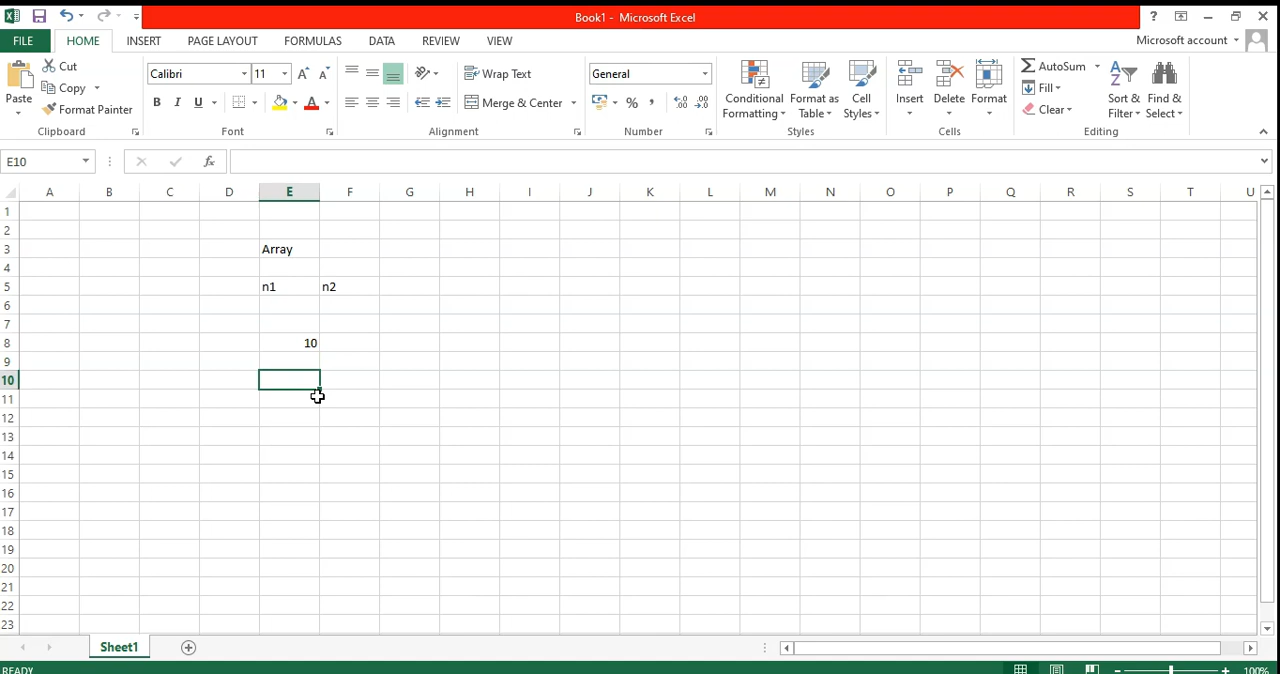 Book1 - Microsoft Excel
FILE HOME INSERT PAGE LAYOUT FORMULAS DATA REVIEW VIEW Microsoft account
Paste
Cut
Copy
Format Painter
Clipboard
Calibri 11
B I U A
Font
Wrap Text
Merge & Center
Alignment
General
% ,
Number
Conditional Formatting
Format as Table
Cell Styles
Styles
Insert
Delete
Format
Cells
AutoSum
Fill
Clear
Sort & Filter
Find & Select
Editing
E10 fx
A B C D E F G H I J K L M N O P Q R S T U
1
2
3 Array
4
5 n1 n2
6
7
8 10
9
10
11
12
13
14
15
16
17
18
19
20
21
22
23
Sheet1
READY 100%